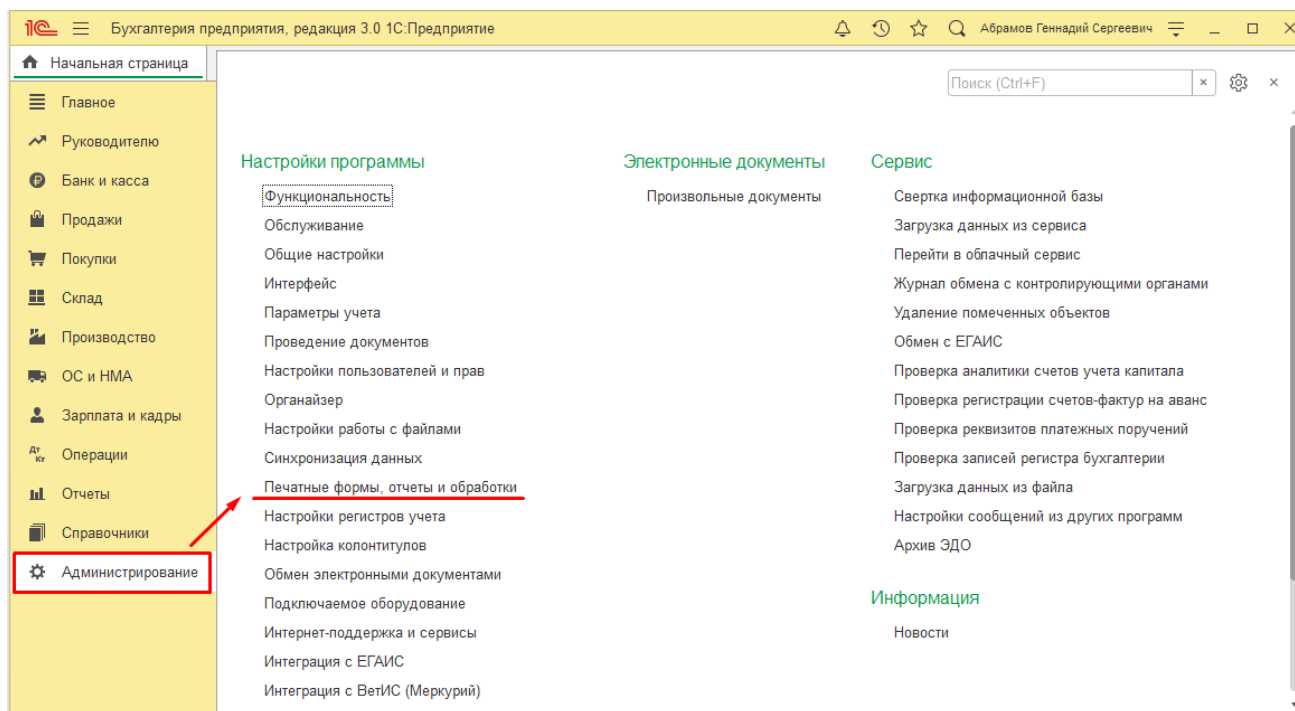 1С Бухгалтерия предприятия, редакция 3.0 1С:Предприятие Абрамов Геннадий Сергеевич
Начальная страница
Поиск (Ctrl+F)
Главное
Руководителю
Банк и касса
Продажи
Покупки
Склад
Производство
ОС и НМА
Зарплата и кадры
Дт Кт Операции
Отчеты
Справочники
Администрирование
Настройки программы
Функциональность
Обслуживание
Общие настройки
Интерфейс
Параметры учета
Проведение документов
Настройки пользователей и прав
Органайзер
Настройки работы с файлами
Синхронизация данных
Печатные формы, отчеты и обработки
Настройки регистров учета
Настройка колонтитулов
Обмен электронными документами
Подключаемое оборудование
Интернет-поддержка и сервисы
Интеграция с ЕГАИС
Интеграция с ВетИС (Меркурий)
Электронные документы
Произвольные документы
Сервис
Свертка информационной базы
Загрузка данных из сервиса
Перейти в облачный сервис
Журнал обмена с контролирующими органами
Удаление помеченных объектов
Обмен с ЕГАИС
Проверка аналитики счетов учета капитала
Проверка регистрации счетов-фактур на аванс
Проверка реквизитов платежных поручений
Проверка записей регистра бухгалтерии
Загрузка данных из файла
Настройки сообщений из других программ
Архив ЭДО
Информация
Новости